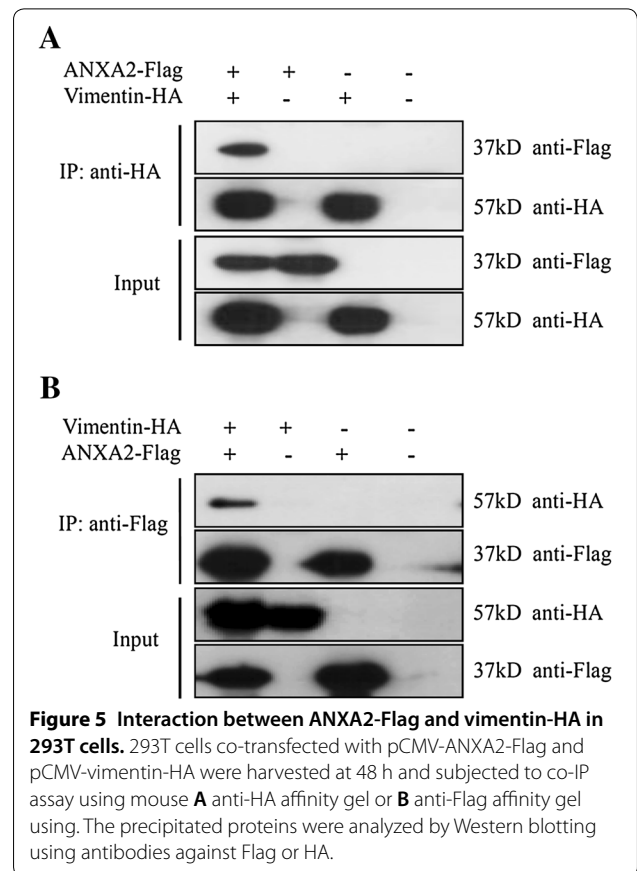 A
ANXA2-Flag + + - -
Vimentin-HA + - + -
IP: anti-HA
37kD anti-Flag
57kD anti-HA
Input
37kD anti-Flag
57kD anti-HA
B
Vimentin-HA + + - -
ANXA2-Flag + - + -
IP: anti-Flag
57kD anti-HA
37kD anti-Flag
Input
57kD anti-HA
37kD anti-Flag
Figure 5 Interaction between ANXA2-Flag and vimentin-HA in
293T cells. 293T cells co-transfected with pCMV-ANXA2-Flag and
pCMV-vimentin-HA were harvested at 48 h and subjected to co-IP
assay using mouse A anti-HA affinity gel or B anti-Flag affinity gel
using. The precipitated proteins were analyzed by Western blotting
using antibodies against Flag or HA.